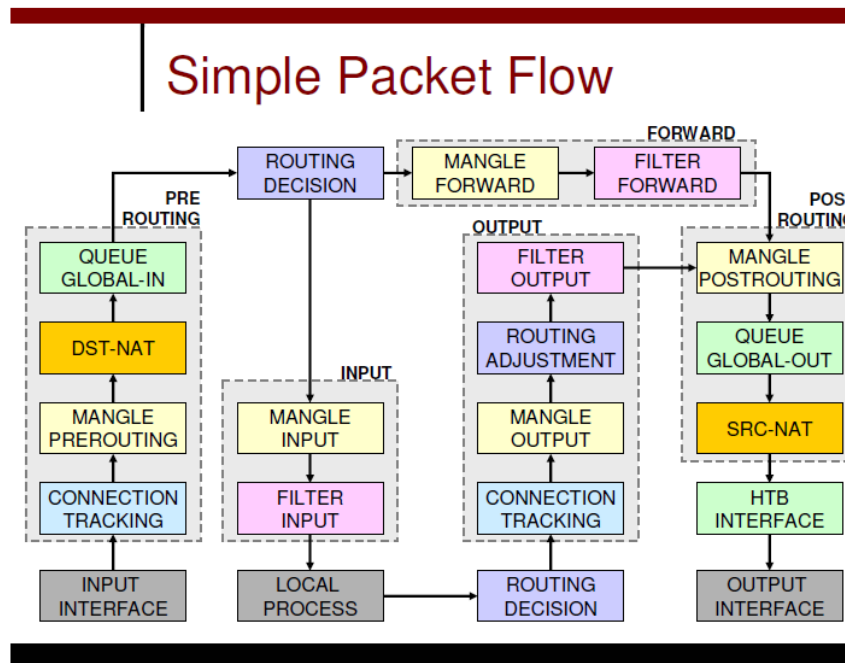 Simple Packet Flow
FORWARD
ROUTING
DECISION
MANGLE
FORWARD
FILTER
FORWARD
PRE
ROUTING
QUEUE
GLOBAL-IN
DST-NAT
MANGLE
PREROUTING
CONNECTION
TRACKING
INPUT
INTERFACE
INPUT
MANGLE
INPUT
FILTER
INPUT
LOCAL
PROCESS
OUTPUT
FILTER
OUTPUT
ROUTING
ADJUSTMENT
MANGLE
OUTPUT
CONNECTION
TRACKING
ROUTING
DECISION
POS
ROUTING
MANGLE
POSTROUTING
QUEUE
GLOBAL-OUT
SRC-NAT
HTB
INTERFACE
OUTPUT
INTERFACE